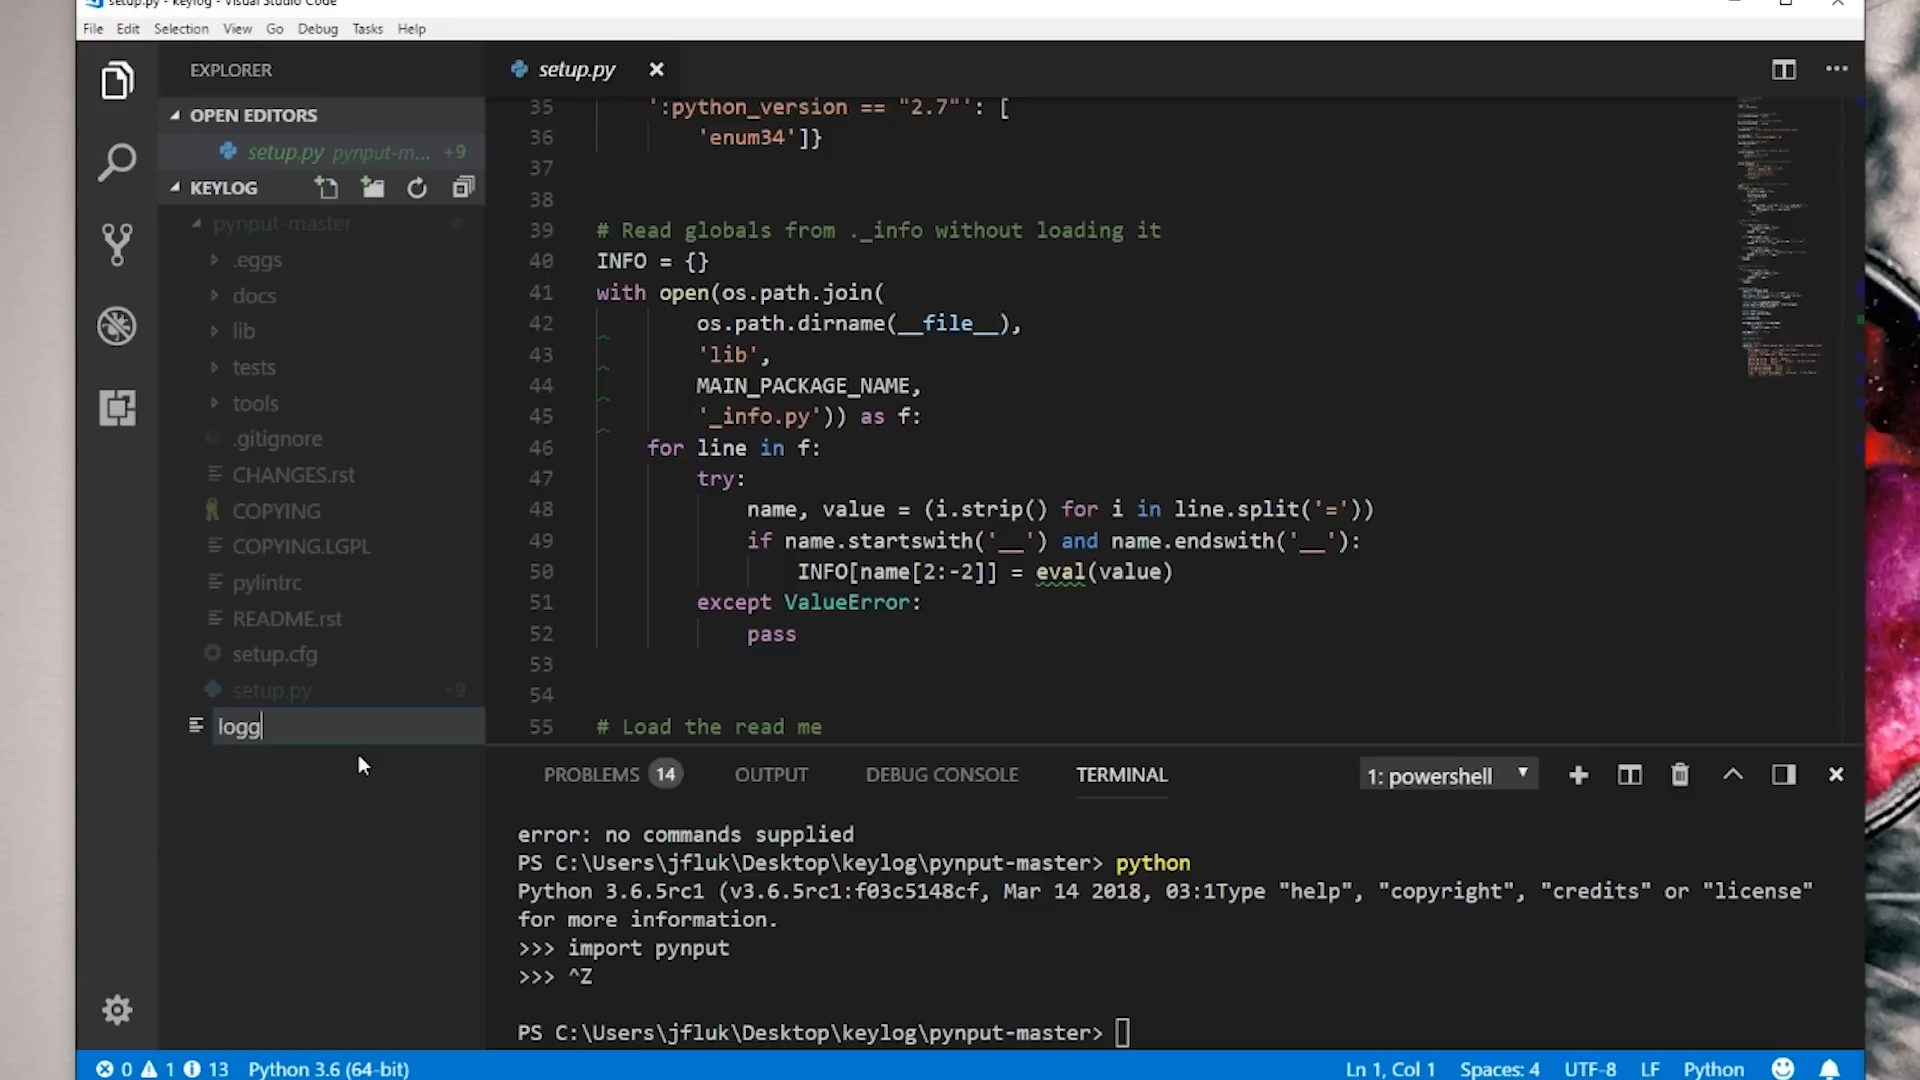 setup.py - keylog - Visual Studio Code
File Edit Selection View Go Debug Tasks Help
EXPLORER
OPEN EDITORS
setup.py pynput-m... +9
KEYLOG
pynput-master
.eggs
docs
lib
tests
tools
.gitignore
CHANGES.rst
COPYING
COPYING.LGPL
pylintrc
README.rst
setup.cfg
setup.py +9
logg
setup.py
35 ':python_version == "2.7"': [
36 'enum34']}
37
38
39 # Read globals from ._info without loading it
40 INFO = {}
41 with open(os.path.join(
42 os.path.dirname(__file__),
43 'lib',
44 MAIN_PACKAGE_NAME,
45 '_info.py')) as f:
46 for line in f:
47 try:
48 name, value = (i.strip() for i in line.split('='))
49 if name.startswith('__') and name.endswith('__'):
50 INFO[name[2:-2]] = eval(value)
51 except ValueError:
52 pass
53
54
55 # Load the read me
PROBLEMS 14 OUTPUT DEBUG CONSOLE TERMINAL 1: powershell
error: no commands supplied
PS C:\Users\jfluk\Desktop\keylog\pynput-master> python
Python 3.6.5rc1 (v3.6.5rc1:f03c5148cf, Mar 14 2018, 03:1Type "help", "copyright", "credits" or "license"
for more information.
>>> import pynput
>>> ^Z
PS C:\Users\jfluk\Desktop\keylog\pynput-master>
0 1 13 Python 3.6 (64-bit) Ln 1, Col 1 Spaces: 4 UTF-8 LF Python